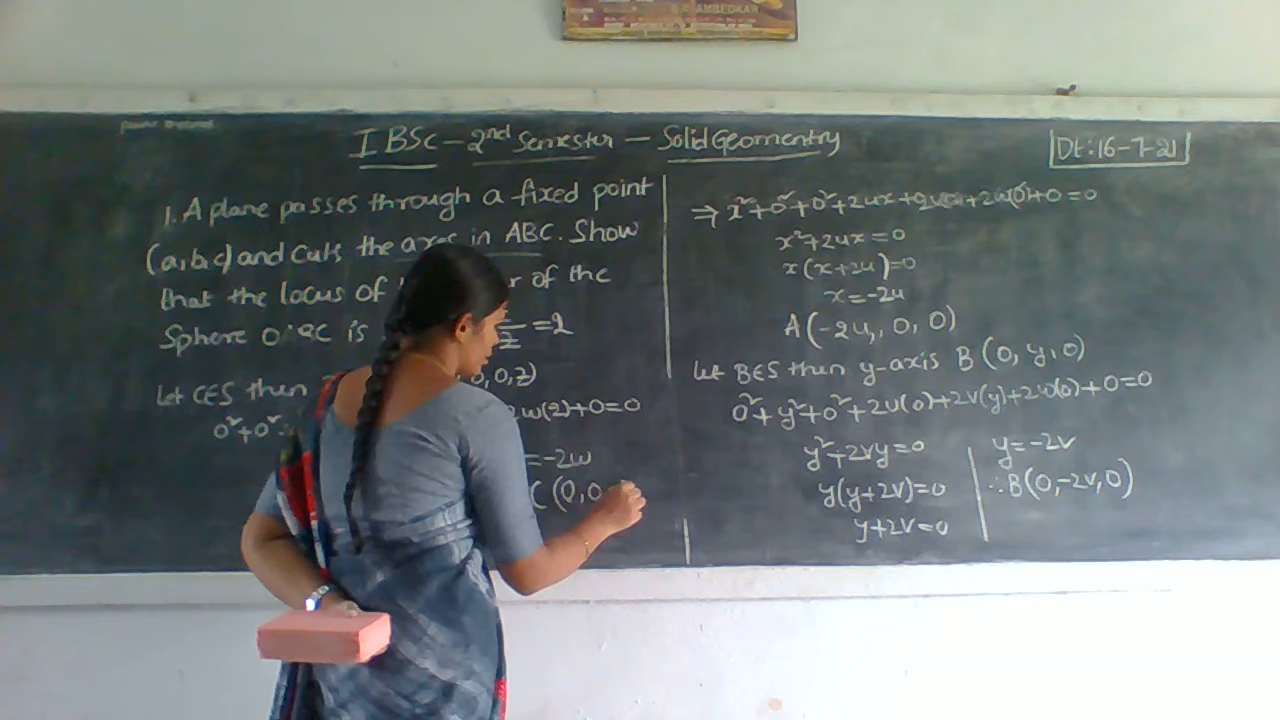 B.R. AMBEDKAR
I BSc - 2nd Semester - Solid Geomentry
Dt: 16-7-21
1. A plane passes through a fixed point
(a,b,c) and cuts the axes in ABC. Show
that the locus of r of the
Sphere OABC is z = 2
Let C∈S then 0, z)
0²+0² 2w(z)+0=0
=-2w
C (0, 0
⇒ x²+0²+0²+2ux+2v(0)+2w(0)+0=0
x²+2ux=0
x(x+2u)=0
x=-2u
A(-2u, 0, 0)
Let B∈S then y-axis B (0, y, 0)
0²+y²+0²+2u(0)+2v(y)+2w(0)+0=0
y²+2vy=0
y(y+2v)=0
y+2v=0
y=-2v
∴B(0,-2v,0)